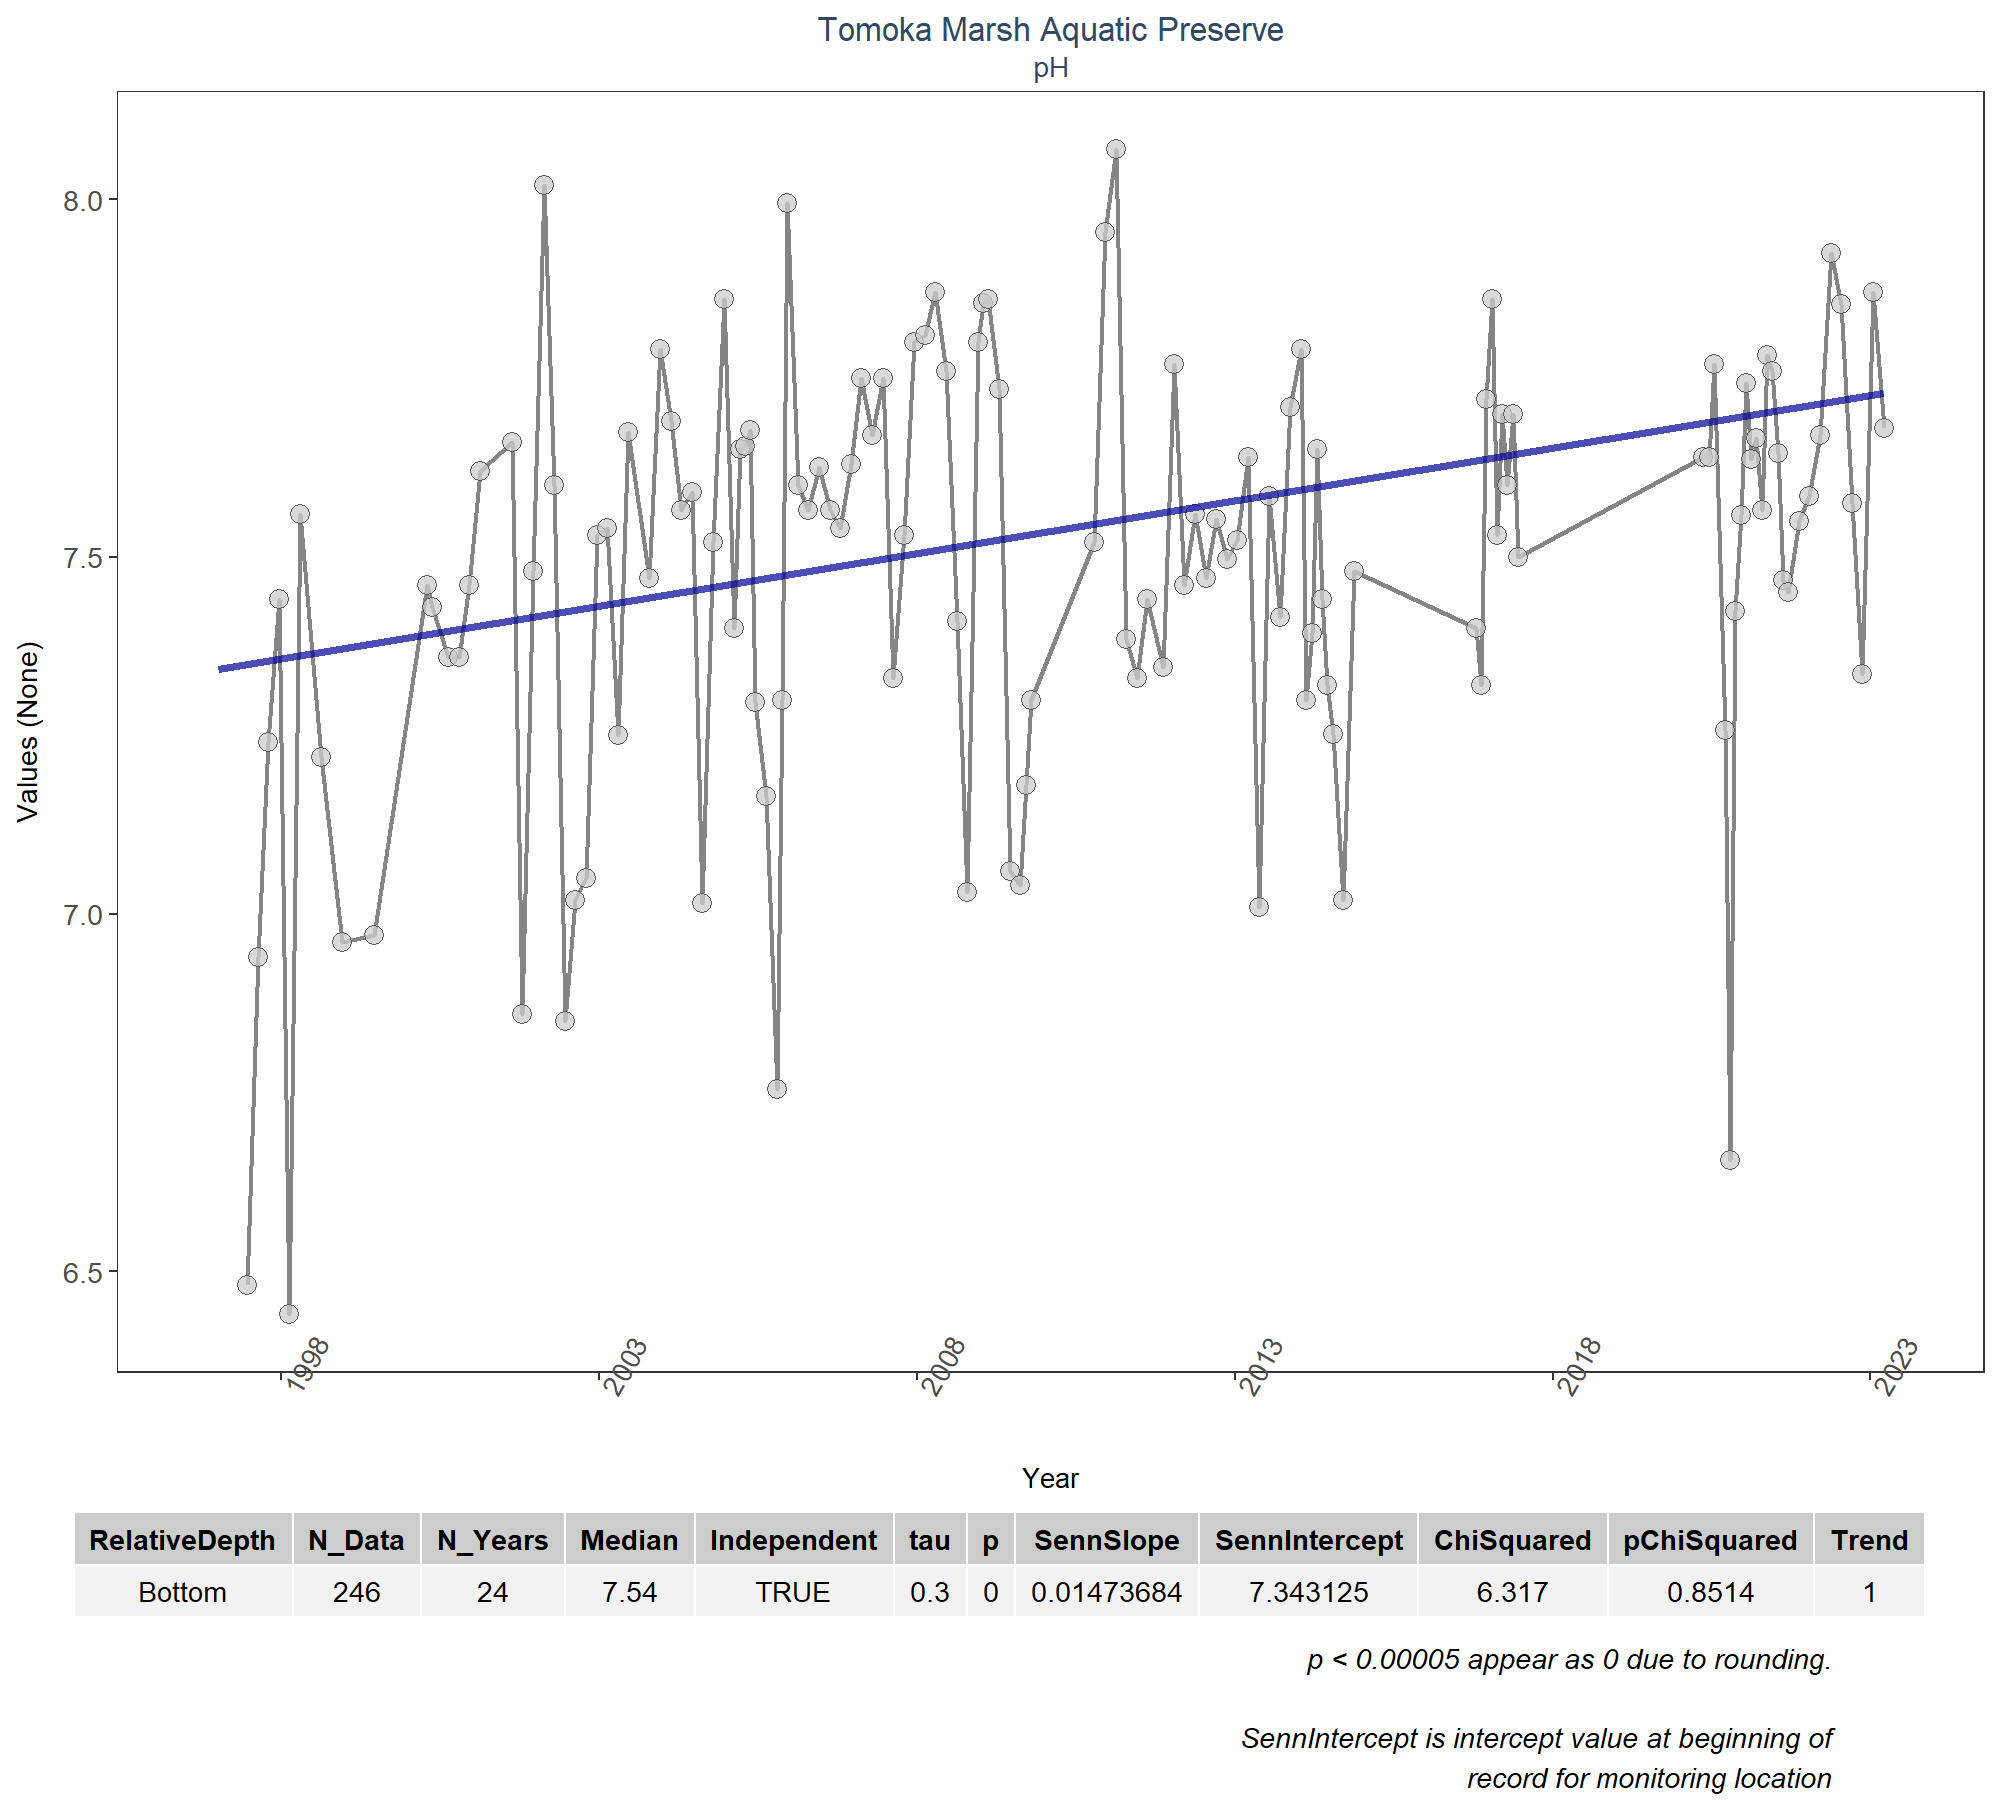 Tomoka Marsh Aquatic Preserve
pH
Values (None)
8.0
7.5
7.0
6.5
1998 2003 2008 2013 2018 2023
Year
RelativeDepth N_Data N_Years Median Independent tau p SennSlope SennIntercept ChiSquared pChiSquared Trend
Bottom 246 24 7.54 TRUE 0.3 0 0.01473684 7.343125 6.317 0.8514 1
p < 0.00005 appear as 0 due to rounding.
SennIntercept is intercept value at beginning of
record for monitoring location